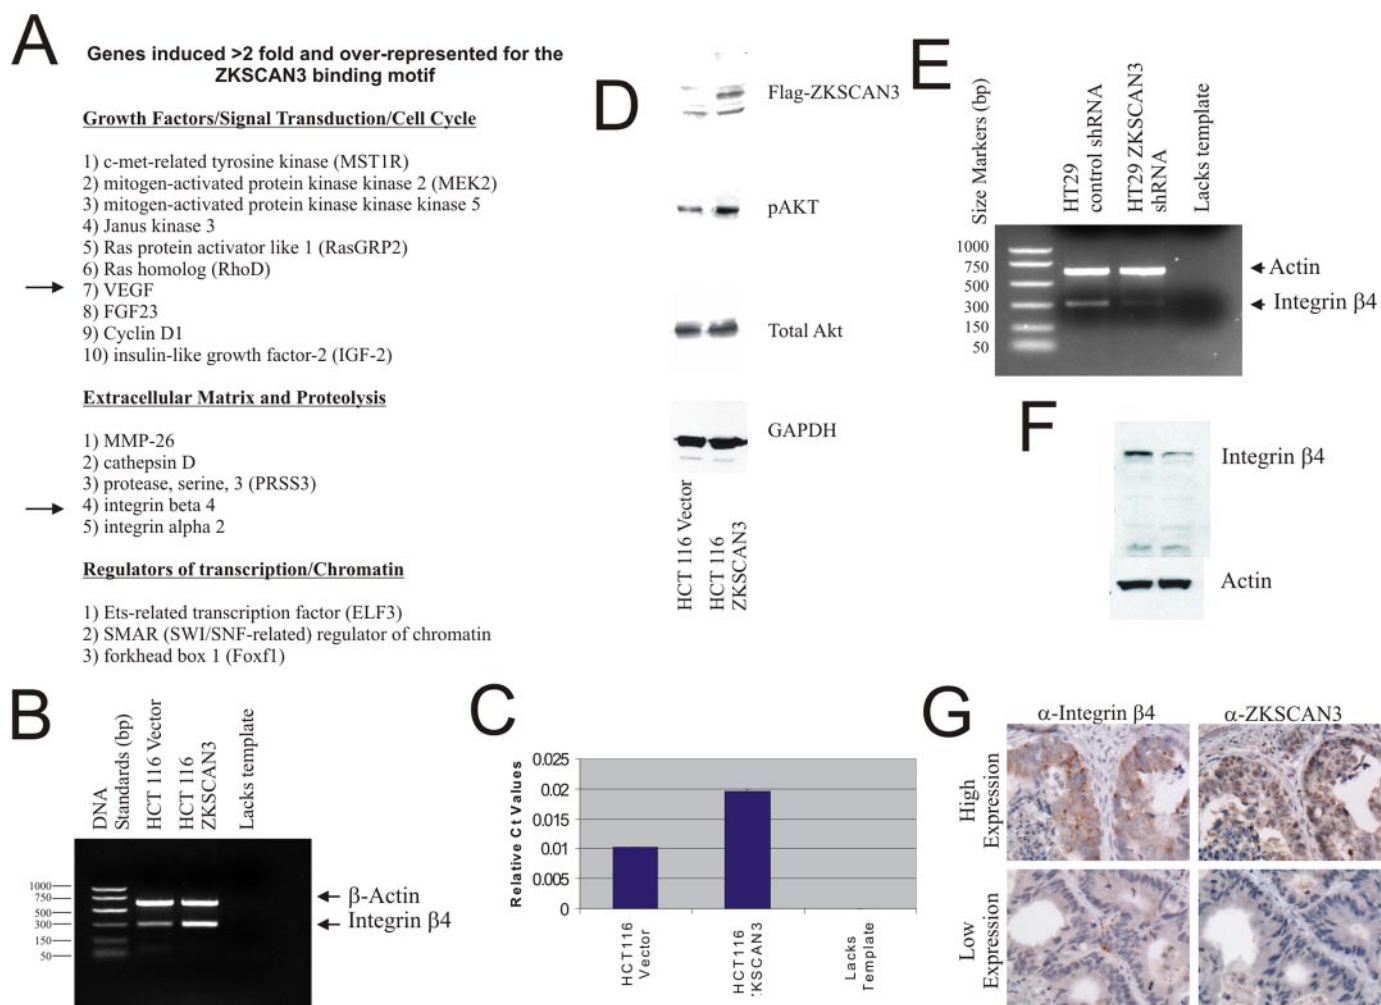 A
Genes induced >2 fold and over-represented for the
ZKSCAN3 binding motif
Growth Factors/Signal Transduction/Cell Cycle
1) c-met-related tyrosine kinase (MST1R)
2) mitogen-activated protein kinase kinase 2 (MEK2)
3) mitogen-activated protein kinase kinase kinase 5
4) Janus kinase 3
5) Ras protein activator like 1 (RasGRP2)
6) Ras homolog (RhoD)
7) VEGF
8) FGF23
9) Cyclin D1
10) insulin-like growth factor-2 (IGF-2)
Extracellular Matrix and Proteolysis
1) MMP-26
2) cathepsin D
3) protease, serine, 3 (PRSS3)
4) integrin beta 4
5) integrin alpha 2
Regulators of transcription/Chromatin
1) Ets-related transcription factor (ELF3)
2) SMAR (SWI/SNF-related) regulator of chromatin
3) forkhead box 1 (Foxf1)
B
DNA
Standards (bp)
HCT 116 Vector
HCT 116
ZKSCAN3
Lacks template
1000
750
500
300
150
50
β-Actin
Integrin β4
C
Relative Ct Values
0.025
0.02
0.015
0.01
0.005
0
HCT116
Vector
HCT116
ZKSCAN3
Lacks
Template
D
Flag-ZKSCAN3
pAKT
Total Akt
GAPDH
HCT 116 Vector
HCT 116
ZKSCAN3
E
Size Markers (bp)
HT29
control shRNA
HT29 ZKSCAN3
shRNA
Lacks template
1000
750
500
300
150
50
Actin
Integrin β4
F
Integrin β4
Actin
G
α-Integrin β4
α-ZKSCAN3
High
Expression
Low
Expression